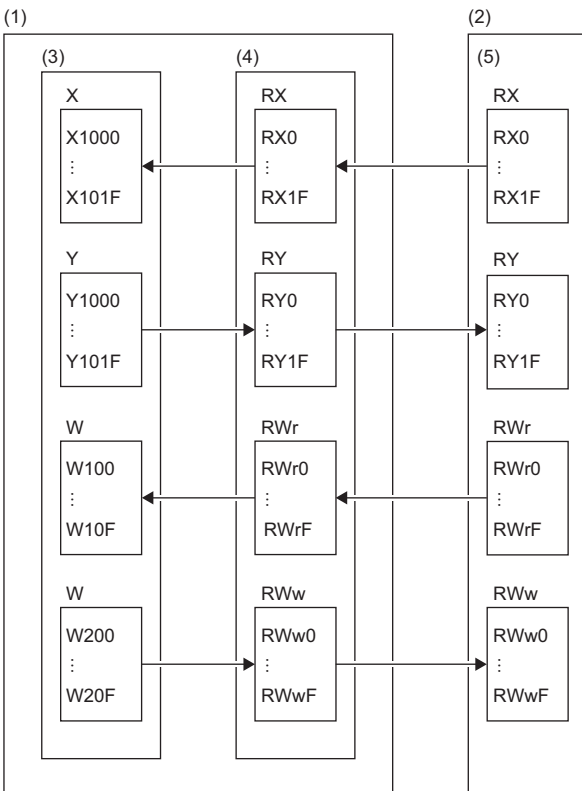 (1)
(2)
(3)
(4)
(5)
X
RX
RX
X1000
⋮
X101F
RX0
⋮
RX1F
RX0
⋮
RX1F
Y
RY
RY
Y1000
⋮
Y101F
RY0
⋮
RY1F
RY0
⋮
RY1F
W
RWr
RWr
W100
⋮
W10F
RWr0
⋮
RWrF
RWr0
⋮
RWrF
W
RWw
RWw
W200
⋮
W20F
RWw0
⋮
RWwF
RWw0
⋮
RWwF